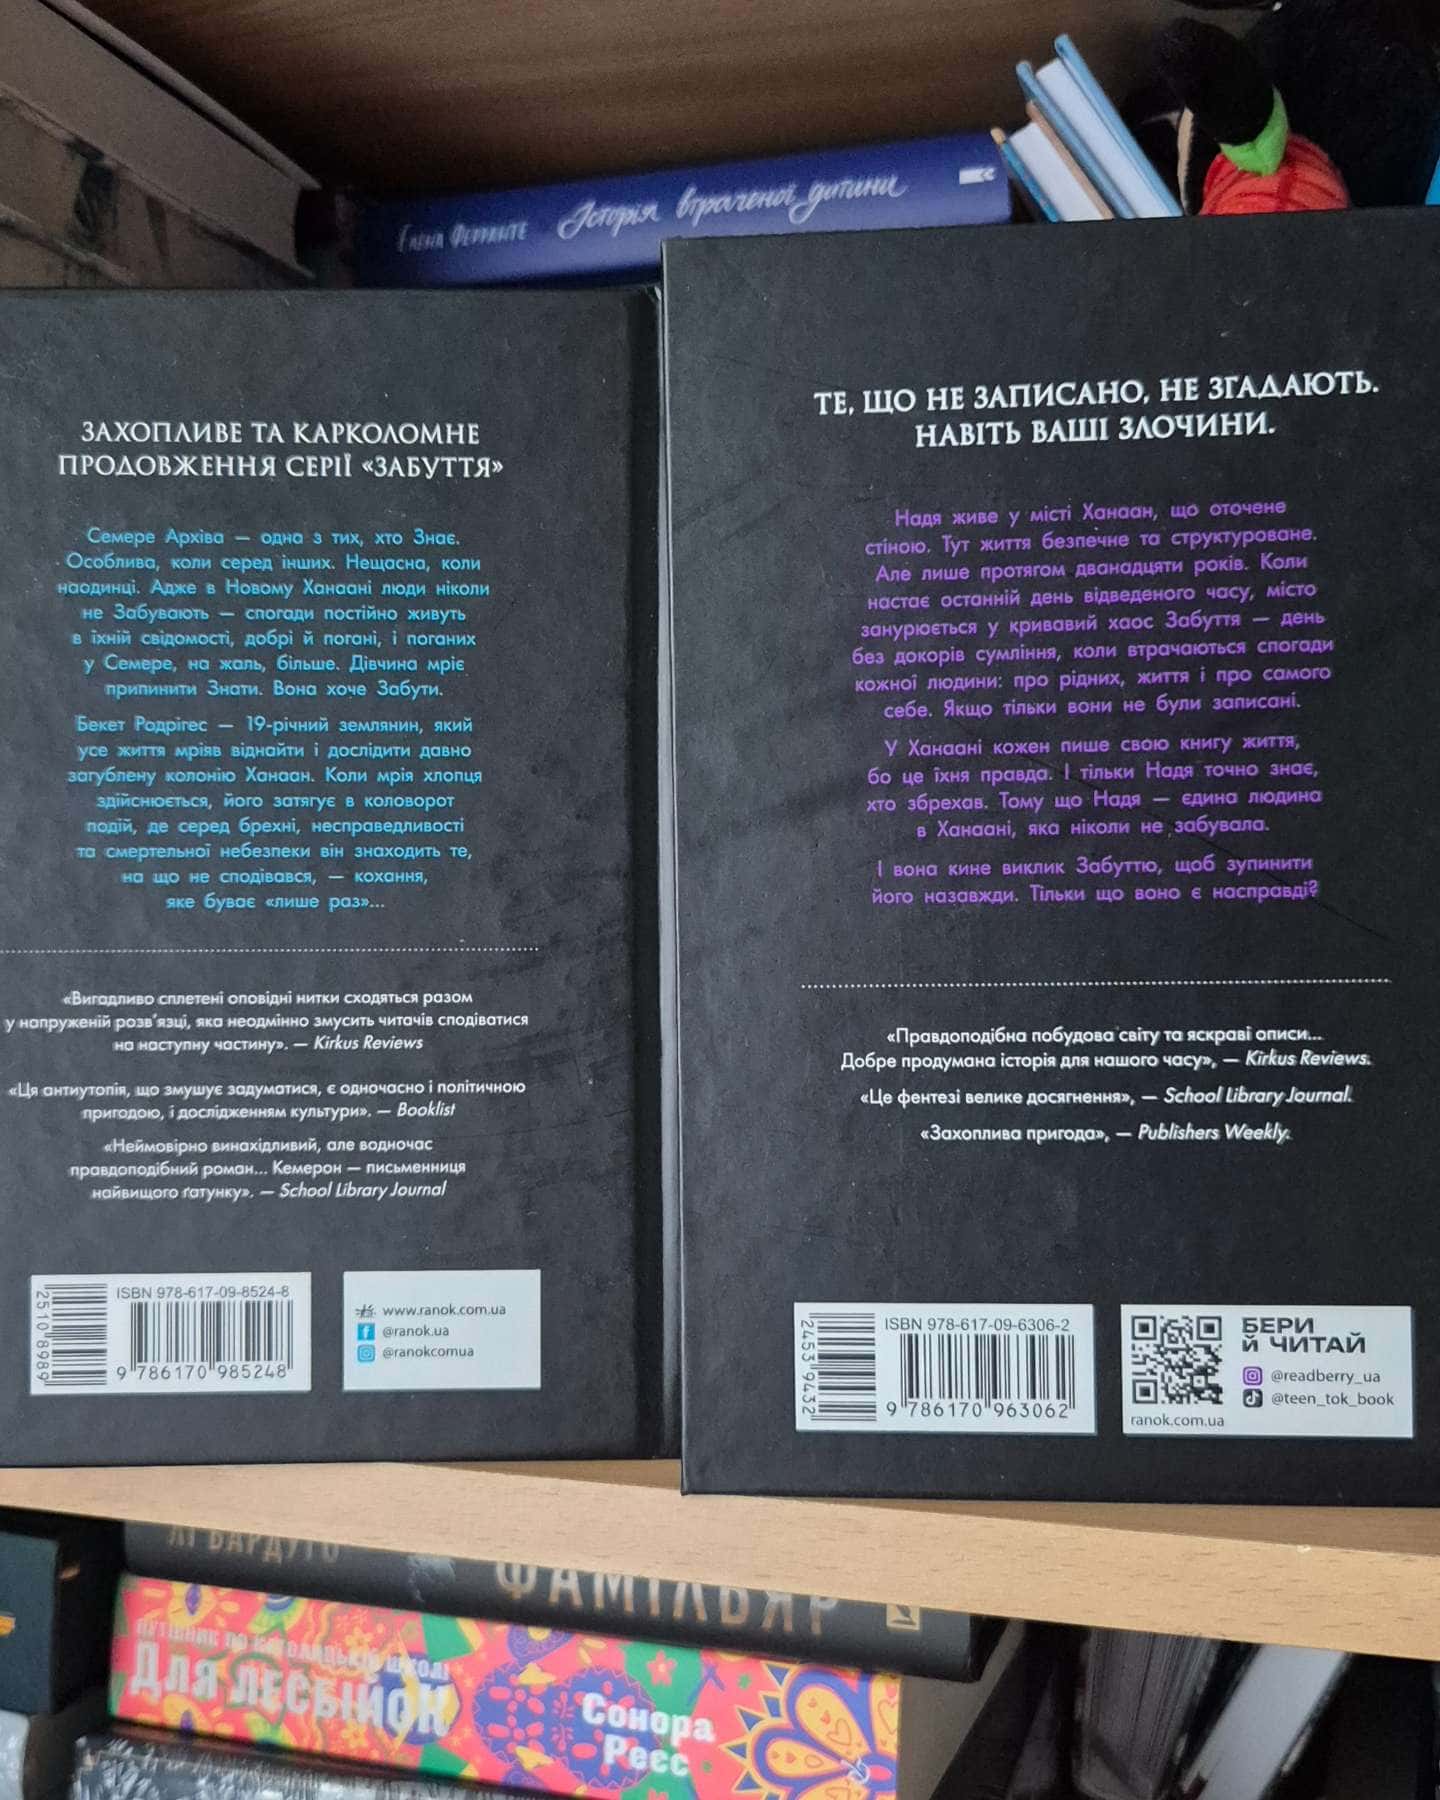 Елена Ферранте Історія втраченої дитини
ЗАХОПЛИВЕ ТА КАРКОЛОМНЕ
ПРОДОВЖЕННЯ СЕРІЇ «ЗАБУТТЯ»
Семере Архіва — одна з тих, хто Знає.
Особлива, коли серед інших. Нещасна, коли
наодинці. Адже в Новому Ханаані люди ніколи
не Забувають — спогади постійно живуть
в їхній свідомості, добрі й погані, і поганих
у Семере, на жаль, більше. Дівчина мріє
припинити Знати. Вона хоче Забути.
Бекет Родрігес — 19-річний землянин, який
усе життя мріяв віднайти і дослідити давно
загублену колонію Ханаан. Коли мрія хлопця
здійснюється, його затягує в коловорот
подій, де серед брехні, несправедливості
та смертельної небезпеки він знаходить те,
на що не сподівався, — кохання,
яке буває «лише раз»...
«Вигадливо сплетені оповідні нитки сходяться разом
у напруженій розв'язці, яка неодмінно змусить читачів сподіватися
на наступну частину». — Kirkus Reviews
«Ця антиутопія, що змушує задуматися, є одночасно і політичною
пригодою, і дослідженням культури». — Booklist
«Неймовірно винахідливий, але водночас
правдоподібний роман... Кемерон — письменниця
найвищого ґатунку». — School Library Journal
ISBN 978-617-09-8524-8
25108989
9 786170 985248
www.ranok.com.ua
@ranok.ua
@ranokcomua
ТЕ, ЩО НЕ ЗАПИСАНО, НЕ ЗГАДАЮТЬ.
НАВІТЬ ВАШІ ЗЛОЧИНИ.
Надя живе у місті Ханаан, що оточене
стіною. Тут життя безпечне та структуроване.
Але лише протягом дванадцяти років. Коли
настає останній день відведеного часу, місто
занурюється у кривавий хаос Забуття — день
без докорів сумління, коли втрачаються спогади
кожної людини: про рідних, життя і про самого
себе. Якщо тільки вони не були записані.
У Ханаані кожен пише свою книгу життя,
бо це їхня правда. І тільки Надя точно знає,
хто збрехав. Тому що Надя — єдина людина
в Ханаані, яка ніколи не забувала.
І вона кине виклик Забуттю, щоб зупинити
його назавжди. Тільки що воно є насправді?
«Правдоподібна побудова світу та яскраві описи...
Добре продумана історія для нашого часу», — Kirkus Reviews.
«Це фентезі велике досягнення», — School Library Journal.
«Захоплива пригода», — Publishers Weekly.
ISBN 978-617-09-6306-2
24539432
9 786170 963062
БЕРИ
Й ЧИТАЙ
@readberry_ua
@teen_tok_book
ranok.com.ua
ЛІ БАРДУГО ФАМІЛЬЯР
ПУТІВНИК ПО КАТОЛИЦЬКІЙ ШКОЛІ
ДЛЯ ЛЕСБІЙОК
Сонора
Реєс